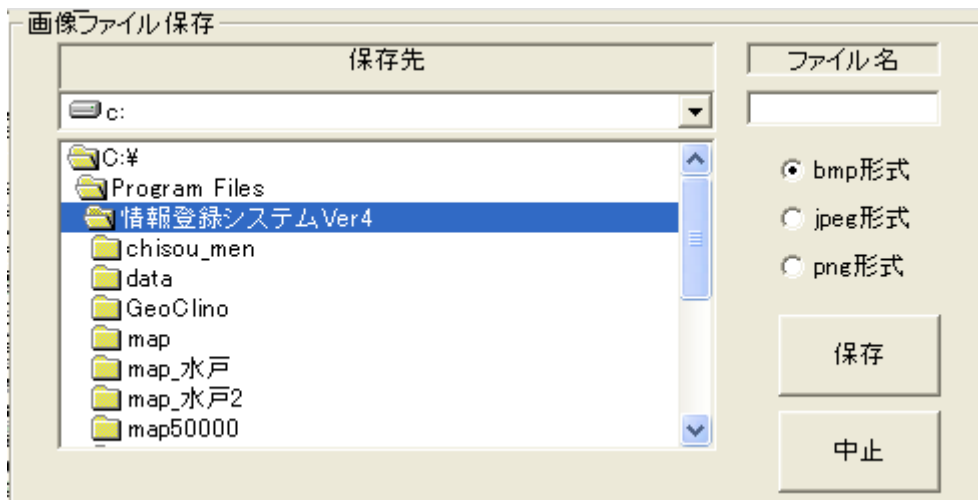 画像ファイル保存
保存先
c:
C:¥
Program Files
情報登録システムVer4
chisou_men
data
GeoClino
map
map_水戸
map_水戸2
map50000
ファイル名
bmp形式
jpeg形式
png形式
保存
中止